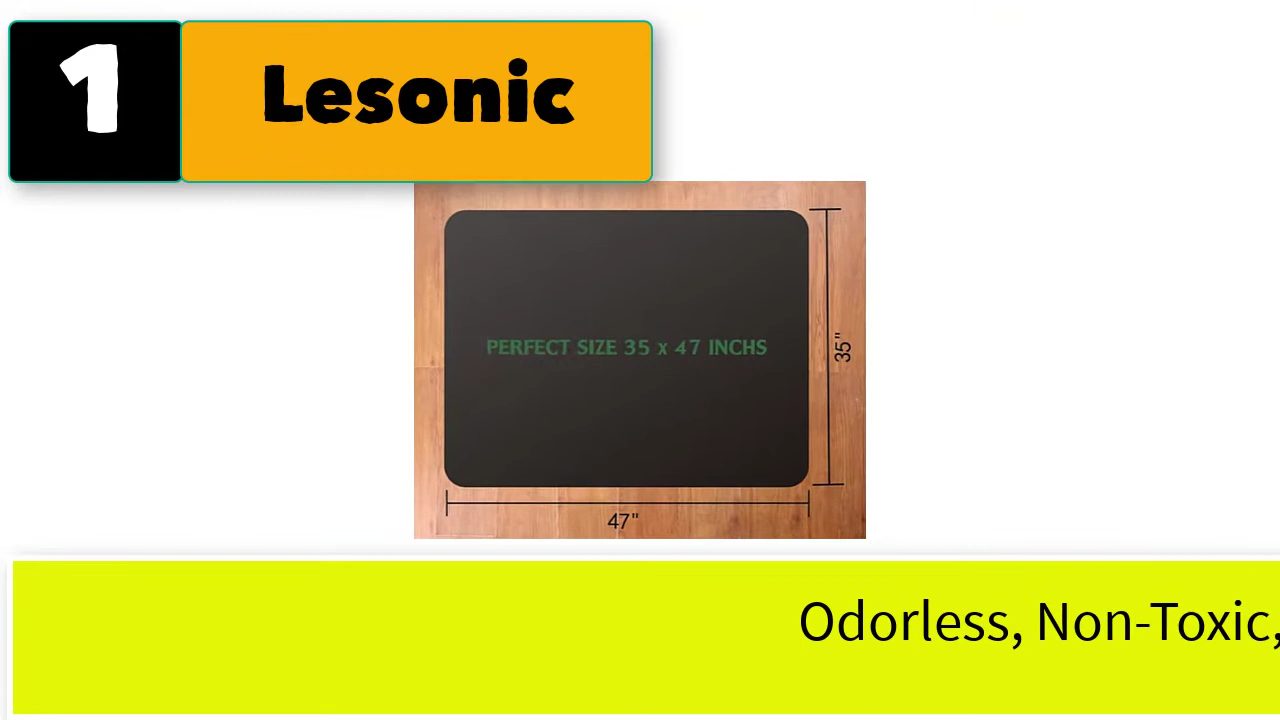 1
Lesonic
PERFECT SIZE 35 x 47 INCHS
35"
47"
Odorless, Non-Toxic,